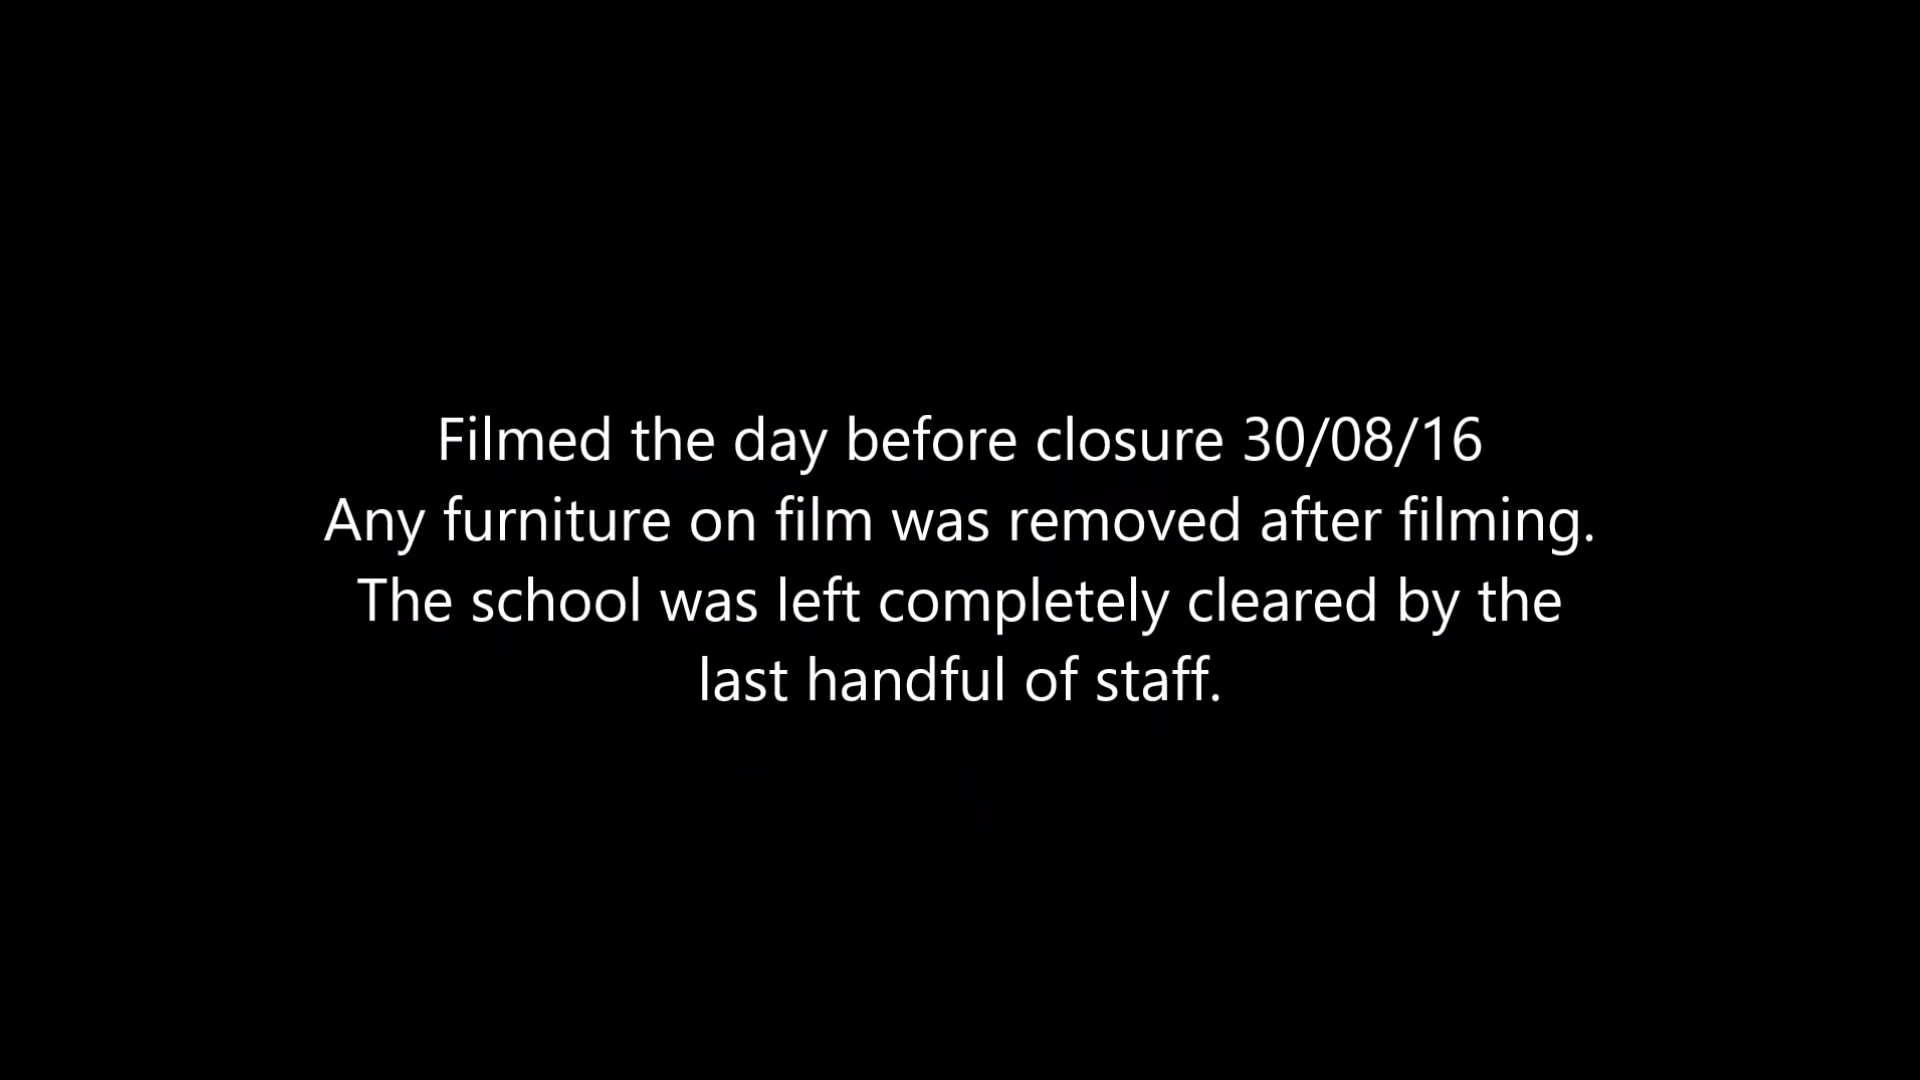 Filmed the day before closure 30/08/16
Any furniture on film was removed after filming.
The school was left completely cleared by the
last handful of staff.